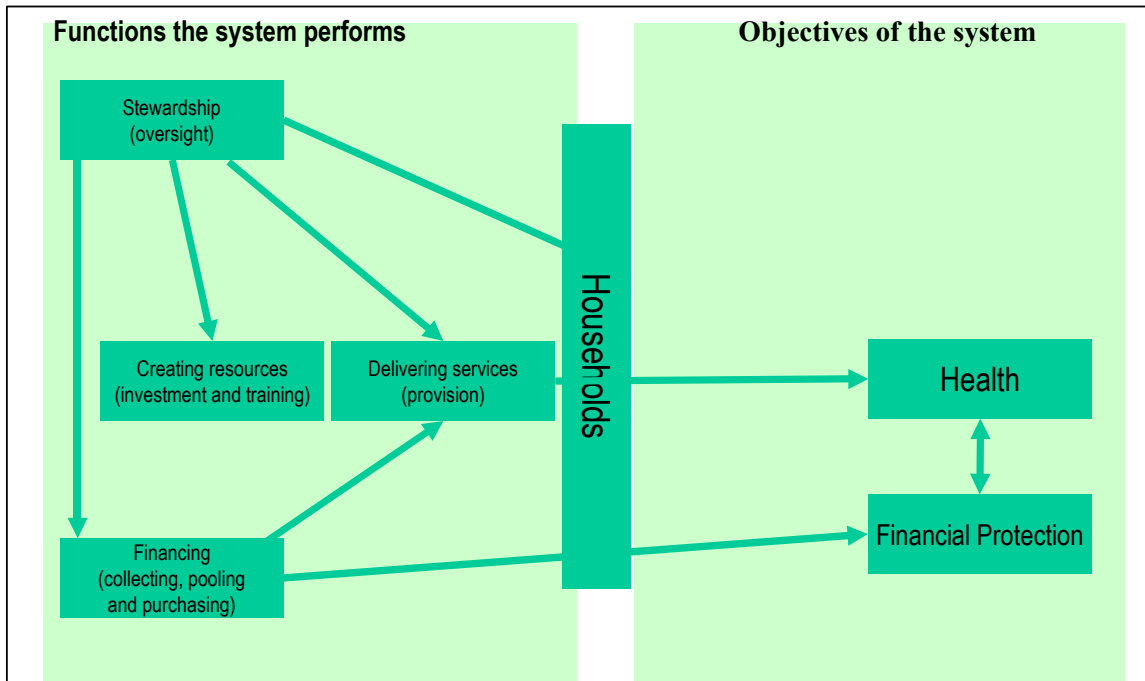 Functions the system performs
Objectives of the system
Stewardship
(oversight)
Creating resources
(investment and training)
Delivering services
(provision)
Households
Health
Financing
(collecting, pooling
and purchasing)
Financial Protection